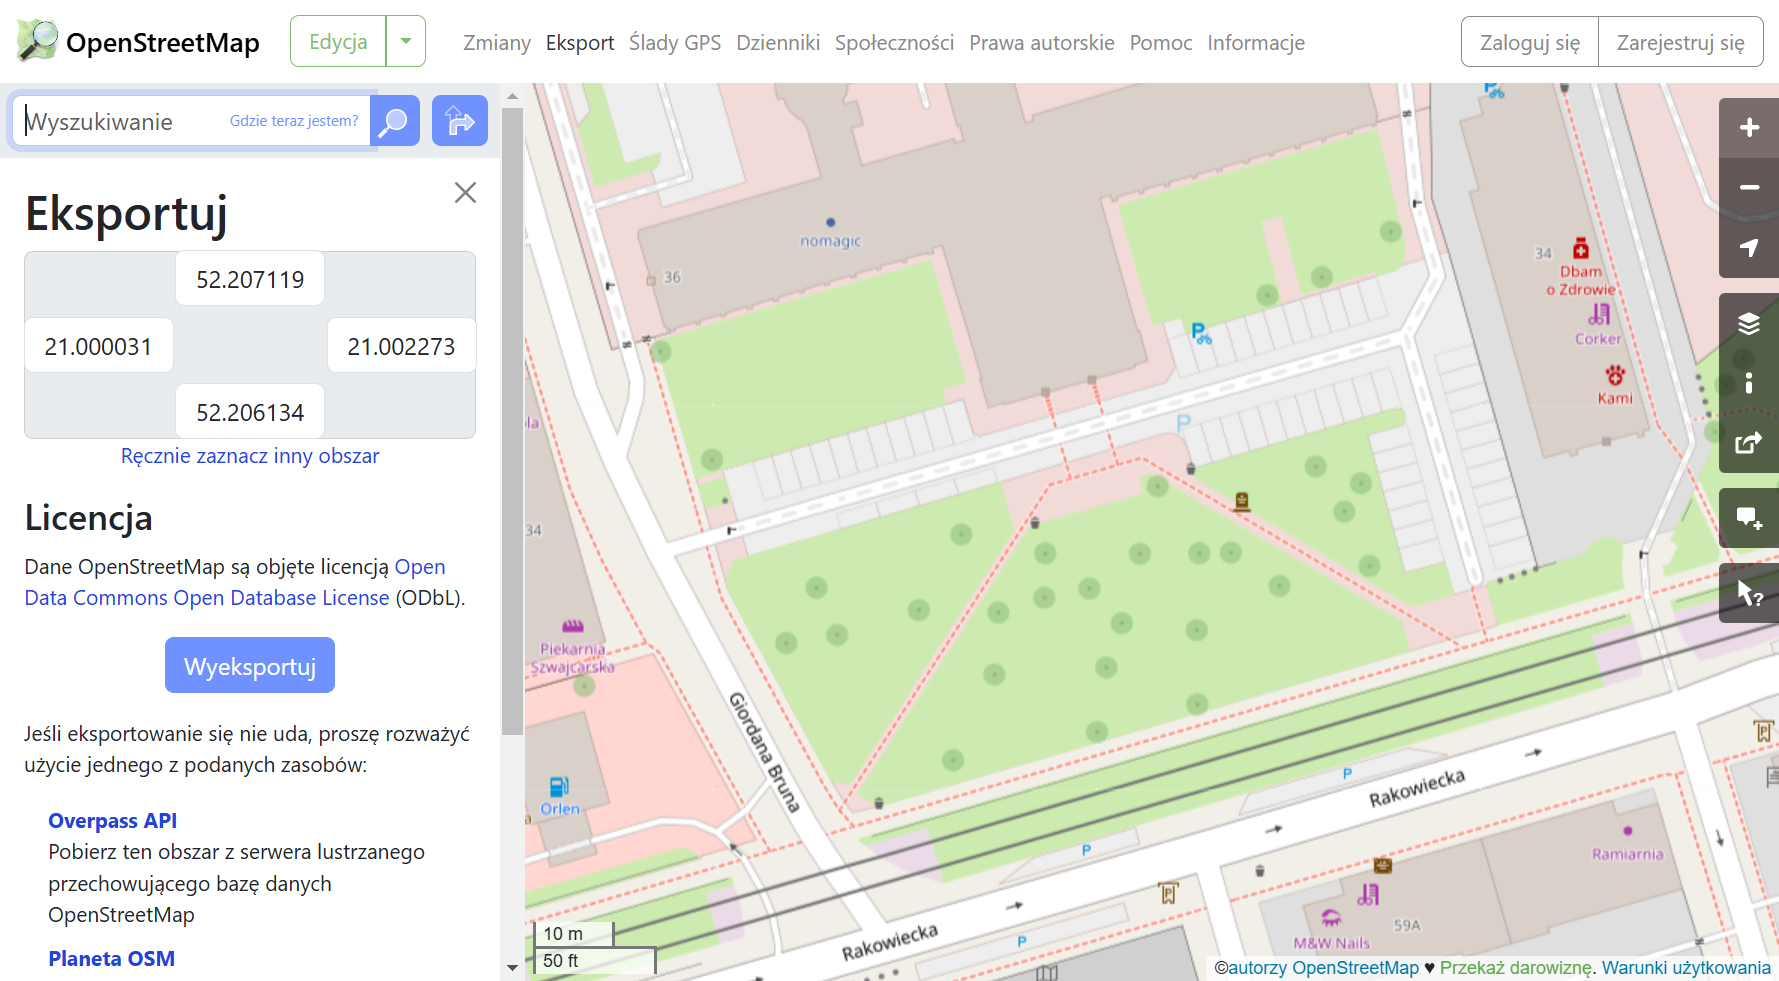 OpenStreetMap
Edycja
Zmiany Eksport Ślady GPS Dzienniki Społeczności Prawa autorskie Pomoc Informacje
Zaloguj się Zarejestruj się
Wyszukiwanie Gdzie teraz jestem?
Eksportuj
52.207119
21.000031 21.002273
52.206134
Ręcznie zaznacz inny obszar
Licencja
Dane OpenStreetMap są objęte licencją Open
Data Commons Open Database License (ODbL).
Wyeksportuj
Jeśli eksportowanie się nie uda, proszę rozważyć
użycie jednego z podanych zasobów:
Overpass API
Pobierz ten obszar z serwera lustrzanego
przechowującego bazę danych
OpenStreetMap
Planeta OSM
nomagic
36
34
Dbam
o Zdrowie
Corker
Kami
P
P
la
34
Piekarnia
Szwajcarska
Giordana Bruna
Orlen
a
P
Rakowiecka
P
P
Ramiarnia
P
59A
M&W Nails
P
Rakowiecka
P
10 m
50 ft
©autorzy OpenStreetMap ♥ Przekaż darowiznę. Warunki użytkowania